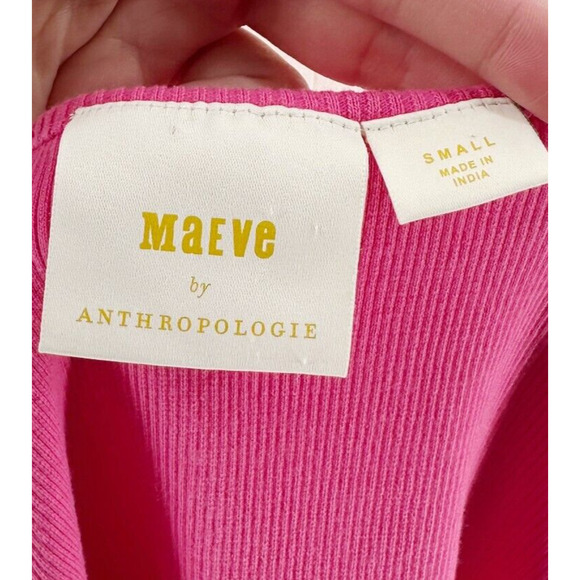 MaEve
by
ANTHROPOLOGIE
SMALL
MADE IN
INDIA